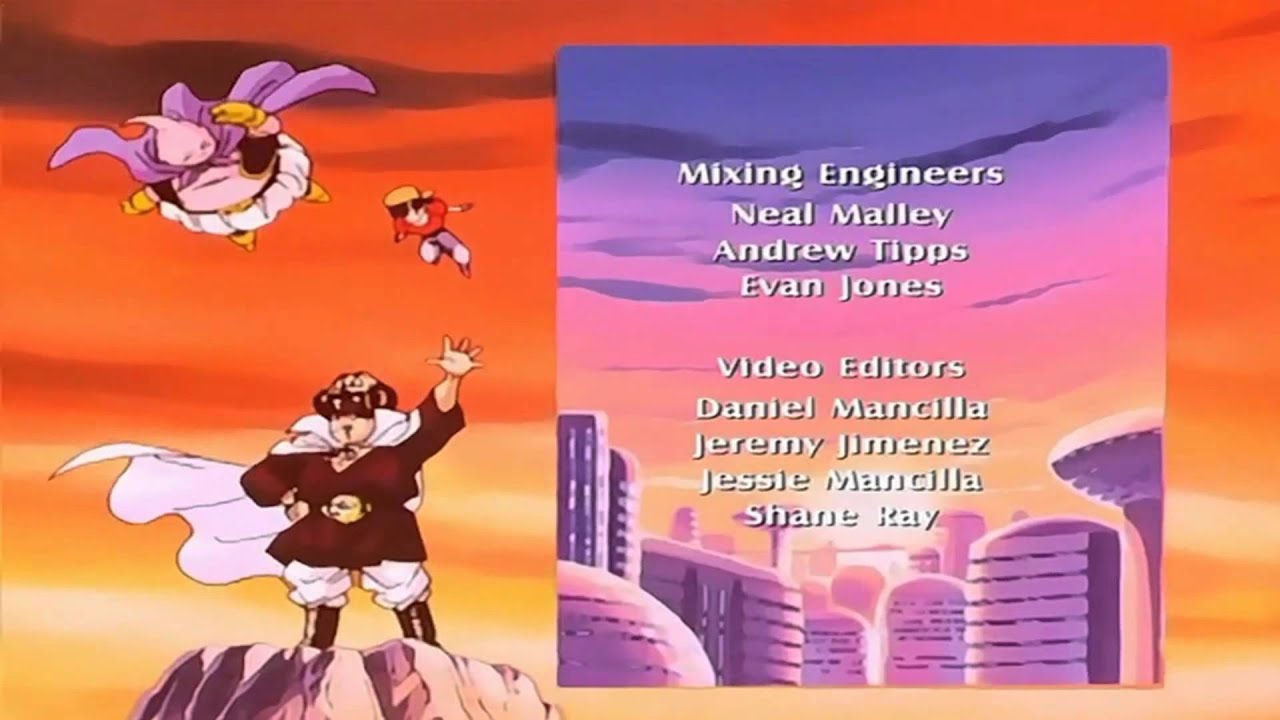 Mixing Engineers
Neal Malley
Andrew Tipps
Evan Jones
Video Editors
Daniel Mancilla
Jeremy Jimenez
Jessie Mancilla
Shane Ray